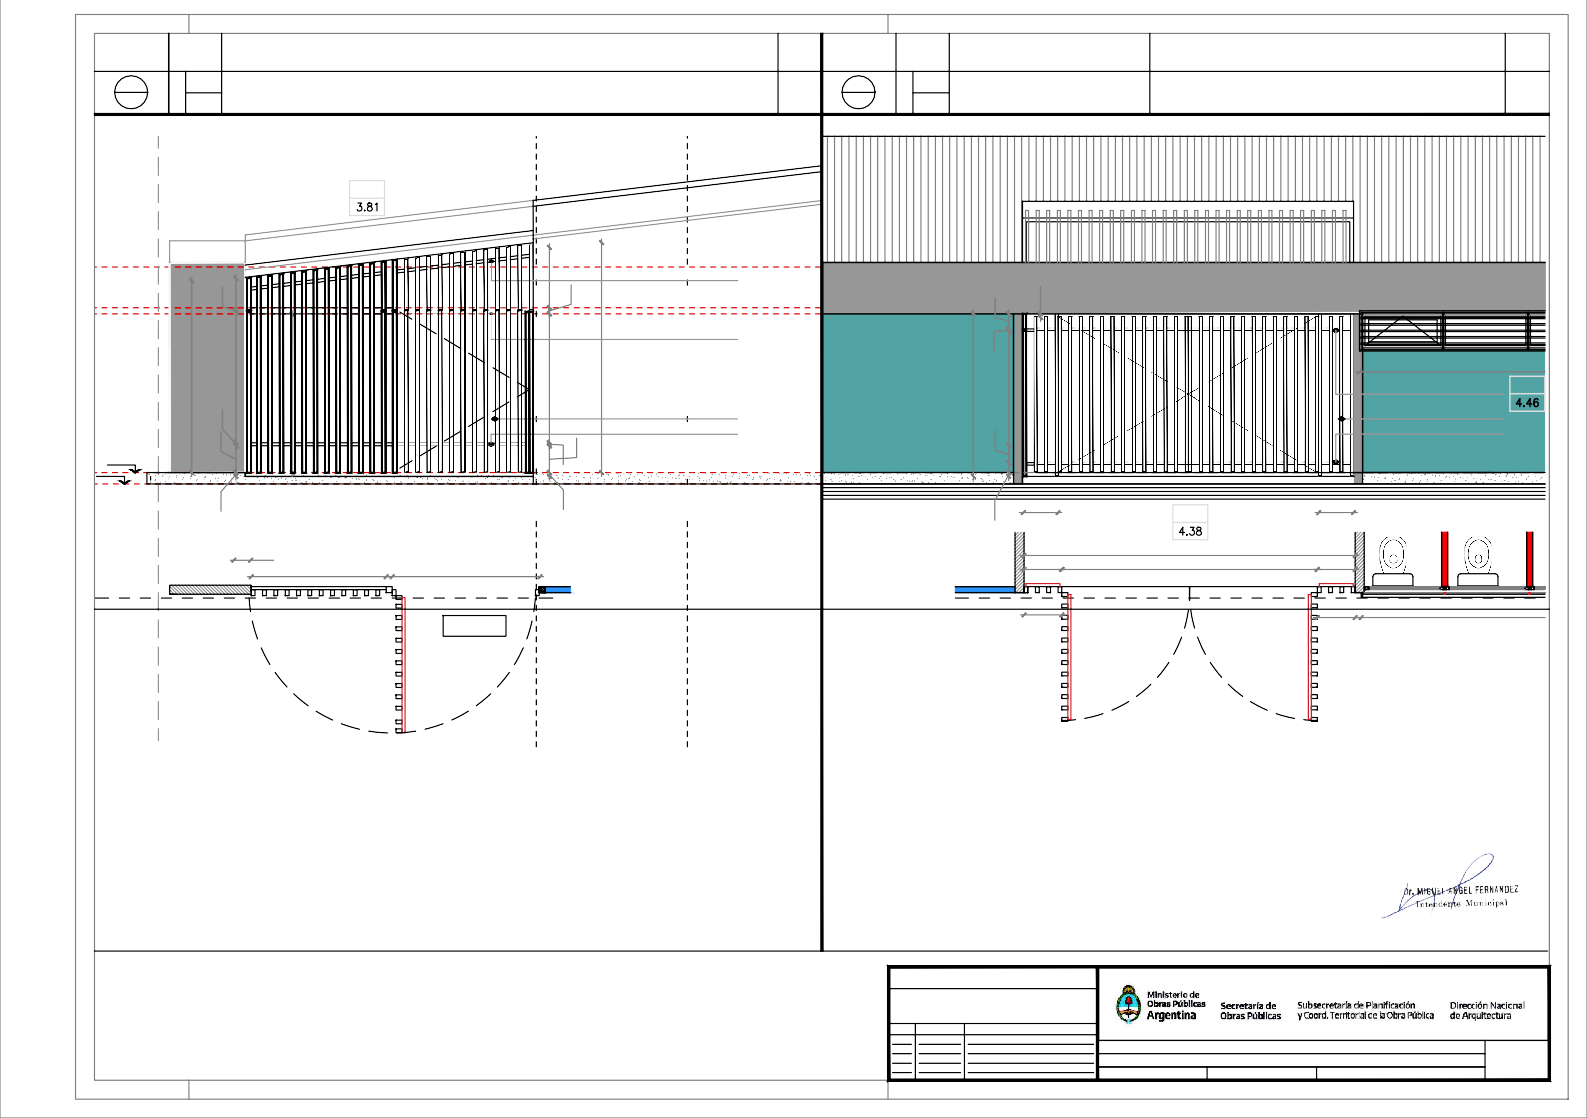 3.81
4.46
4.38
Dr. MIGUEL ANGEL FERNANDEZ
Intendente Municipal
Ministerio de
Obras Públicas
Argentina
Secretaría de
Obras Públicas
Subsecretaría de Planificación
y Coord. Territorial de la Obra Pública
Dirección Nacional
de Arquitectura